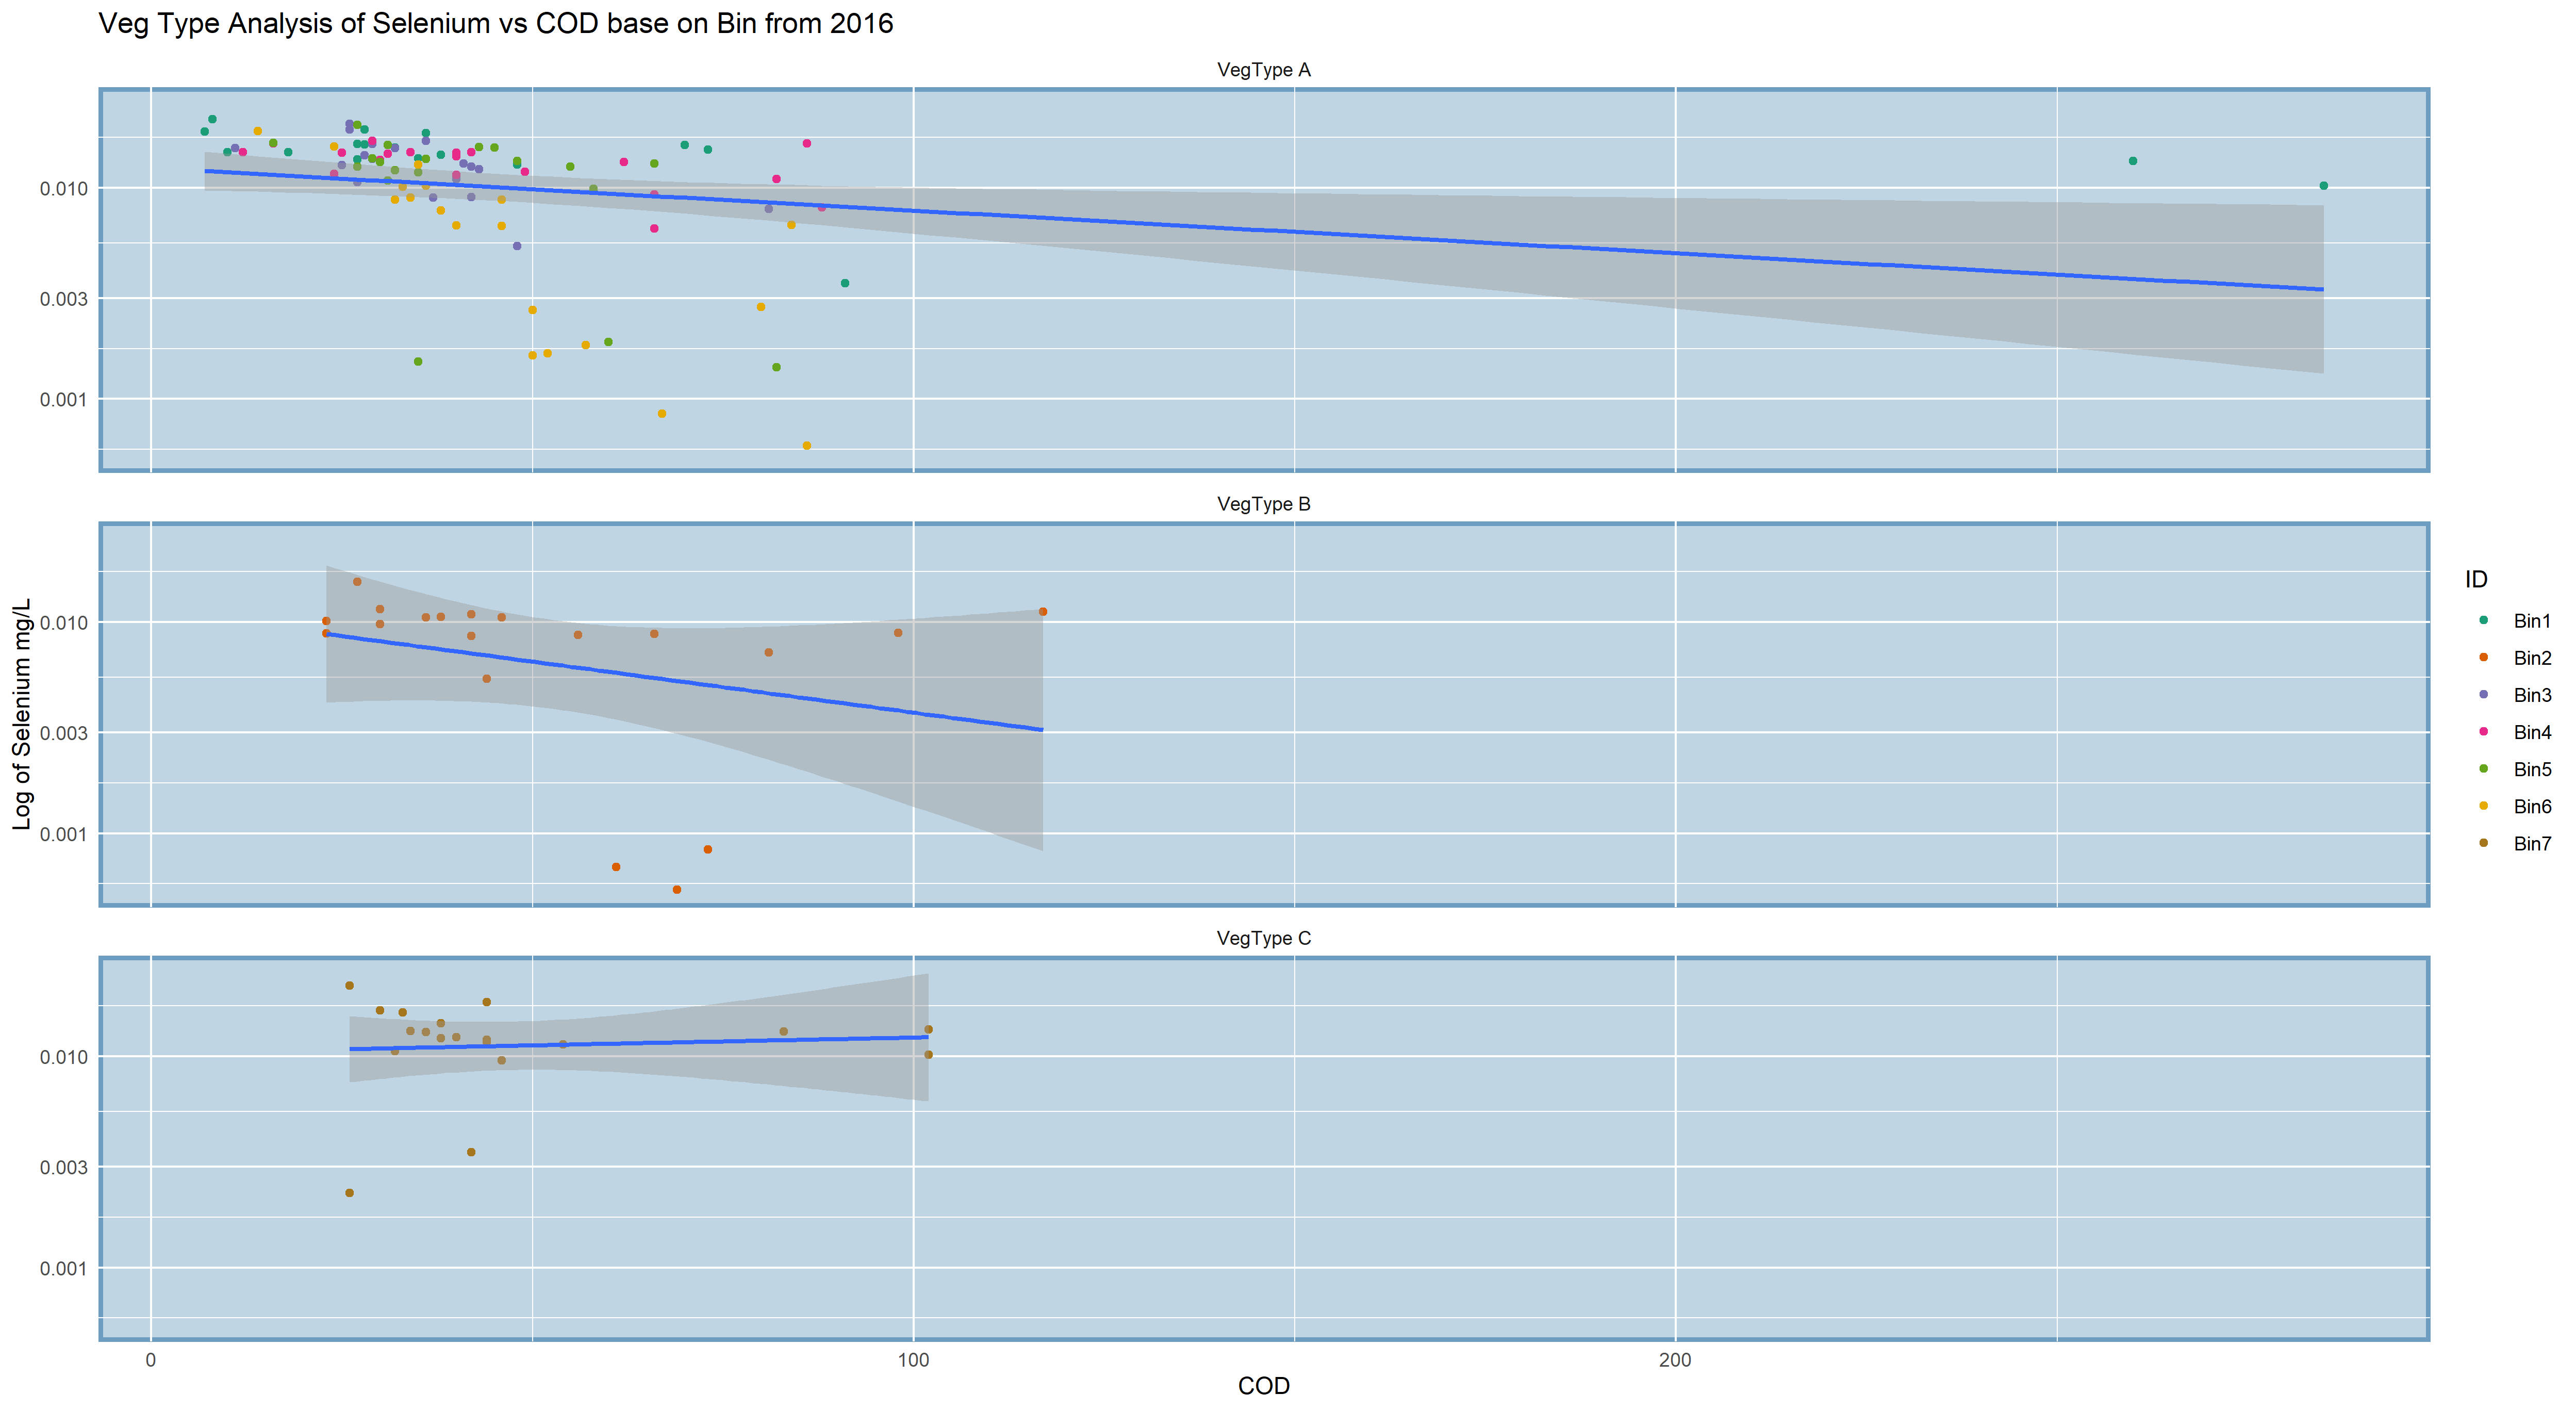 Veg Type Analysis of Selenium vs COD base on Bin from 2016
VegType A
0.010
0.003
0.001
VegType B
0.010
0.003
0.001
VegType C
0.010
0.003
0.001
0 100 200
COD
Log of Selenium mg/L
ID
Bin1
Bin2
Bin3
Bin4
Bin5
Bin6
Bin7